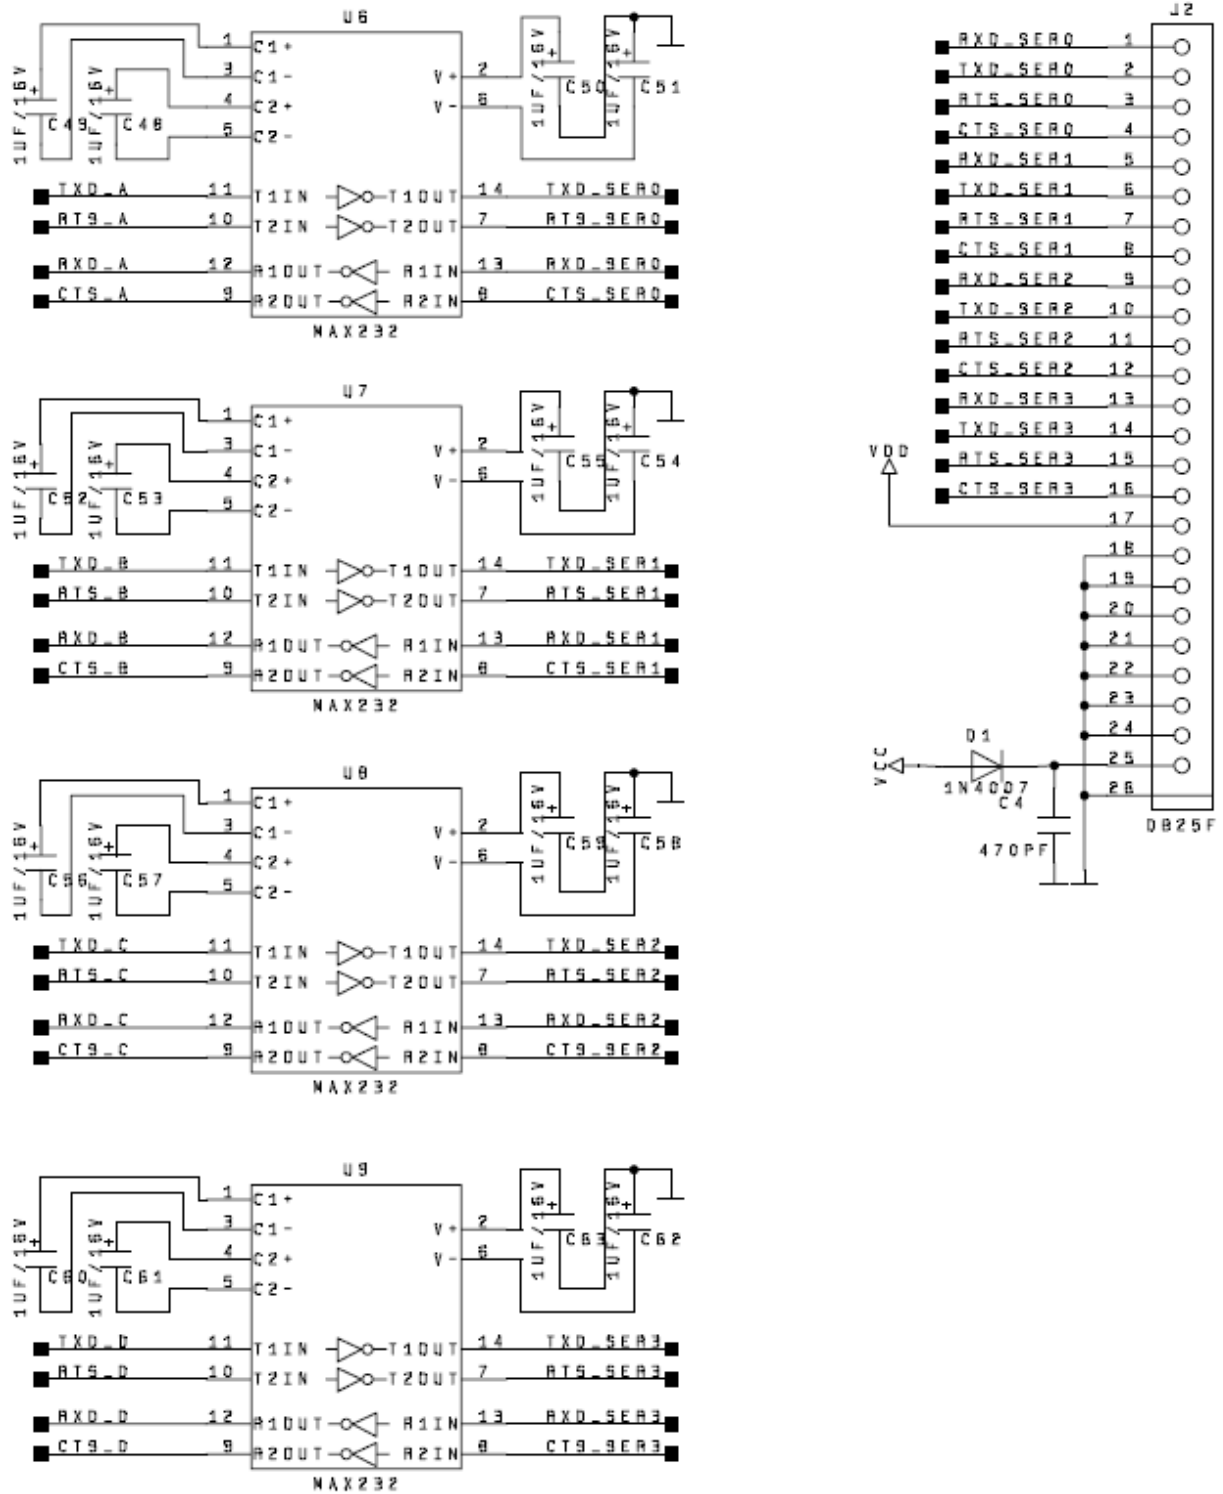 U6
1 C1+
3 C1-
4 C2+
5 C2-
V+ 2
V- 6
1UF/16V C49
1UF/16V C48
1UF/16V C50
1UF/16V C51
TXD_A 11 T1IN T1OUT 14 TXD_SER0
RTS_A 10 T2IN T2OUT 7 RTS_SER0
RXD_A 12 R1OUT R1IN 13 RXD_SER0
CTS_A 9 R2OUT R2IN 8 CTS_SER0
MAX232
U7
1 C1+
3 C1-
4 C2+
5 C2-
V+ 2
V- 6
1UF/16V C52
1UF/16V C53
1UF/16V C55
1UF/16V C54
TXD_B 11 T1IN T1OUT 14 TXD_SER1
RTS_B 10 T2IN T2OUT 7 RTS_SER1
RXD_B 12 R1OUT R1IN 13 RXD_SER1
CTS_B 9 R2OUT R2IN 8 CTS_SER1
MAX232
U8
1 C1+
3 C1-
4 C2+
5 C2-
V+ 2
V- 6
1UF/16V C56
1UF/16V C57
1UF/16V C59
1UF/16V C58
TXD_C 11 T1IN T1OUT 14 TXD_SER2
RTS_C 10 T2IN T2OUT 7 RTS_SER2
RXD_C 12 R1OUT R1IN 13 RXD_SER2
CTS_C 9 R2OUT R2IN 8 CTS_SER2
MAX232
U9
1 C1+
3 C1-
4 C2+
5 C2-
V+ 2
V- 6
1UF/16V C60
1UF/16V C61
1UF/16V C63
1UF/16V C62
TXD_D 11 T1IN T1OUT 14 TXD_SER3
RTS_D 10 T2IN T2OUT 7 RTS_SER3
RXD_D 12 R1OUT R1IN 13 RXD_SER3
CTS_D 9 R2OUT R2IN 8 CTS_SER3
MAX232
J2
RXD_SER0 1
TXD_SER0 2
RTS_SER0 3
CTS_SER0 4
RXD_SER1 5
TXD_SER1 6
RTS_SER1 7
CTS_SER1 8
RXD_SER2 9
TXD_SER2 10
RTS_SER2 11
CTS_SER2 12
RXD_SER3 13
TXD_SER3 14
RTS_SER3 15
CTS_SER3 16
VDD
17
18
19
20
21
22
23
24
25
26
VCC
D1
1N4007
C4
470PF
DB25F